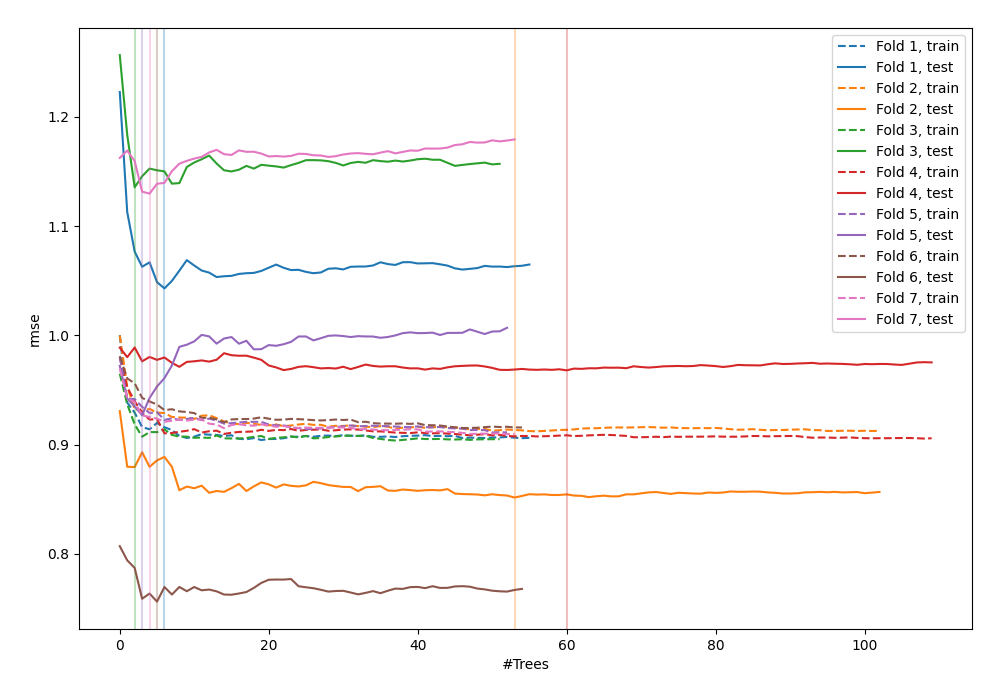 Fold 1, train
Fold 1, test
Fold 2, train
Fold 2, test
Fold 3, train
Fold 3, test
Fold 4, train
Fold 4, test
Fold 5, train
Fold 5, test
Fold 6, train
Fold 6, test
Fold 7, train
Fold 7, test
1.2
1.1
1.0
0.9
0.8
rmse
0 20 40 60 80 100
#Trees